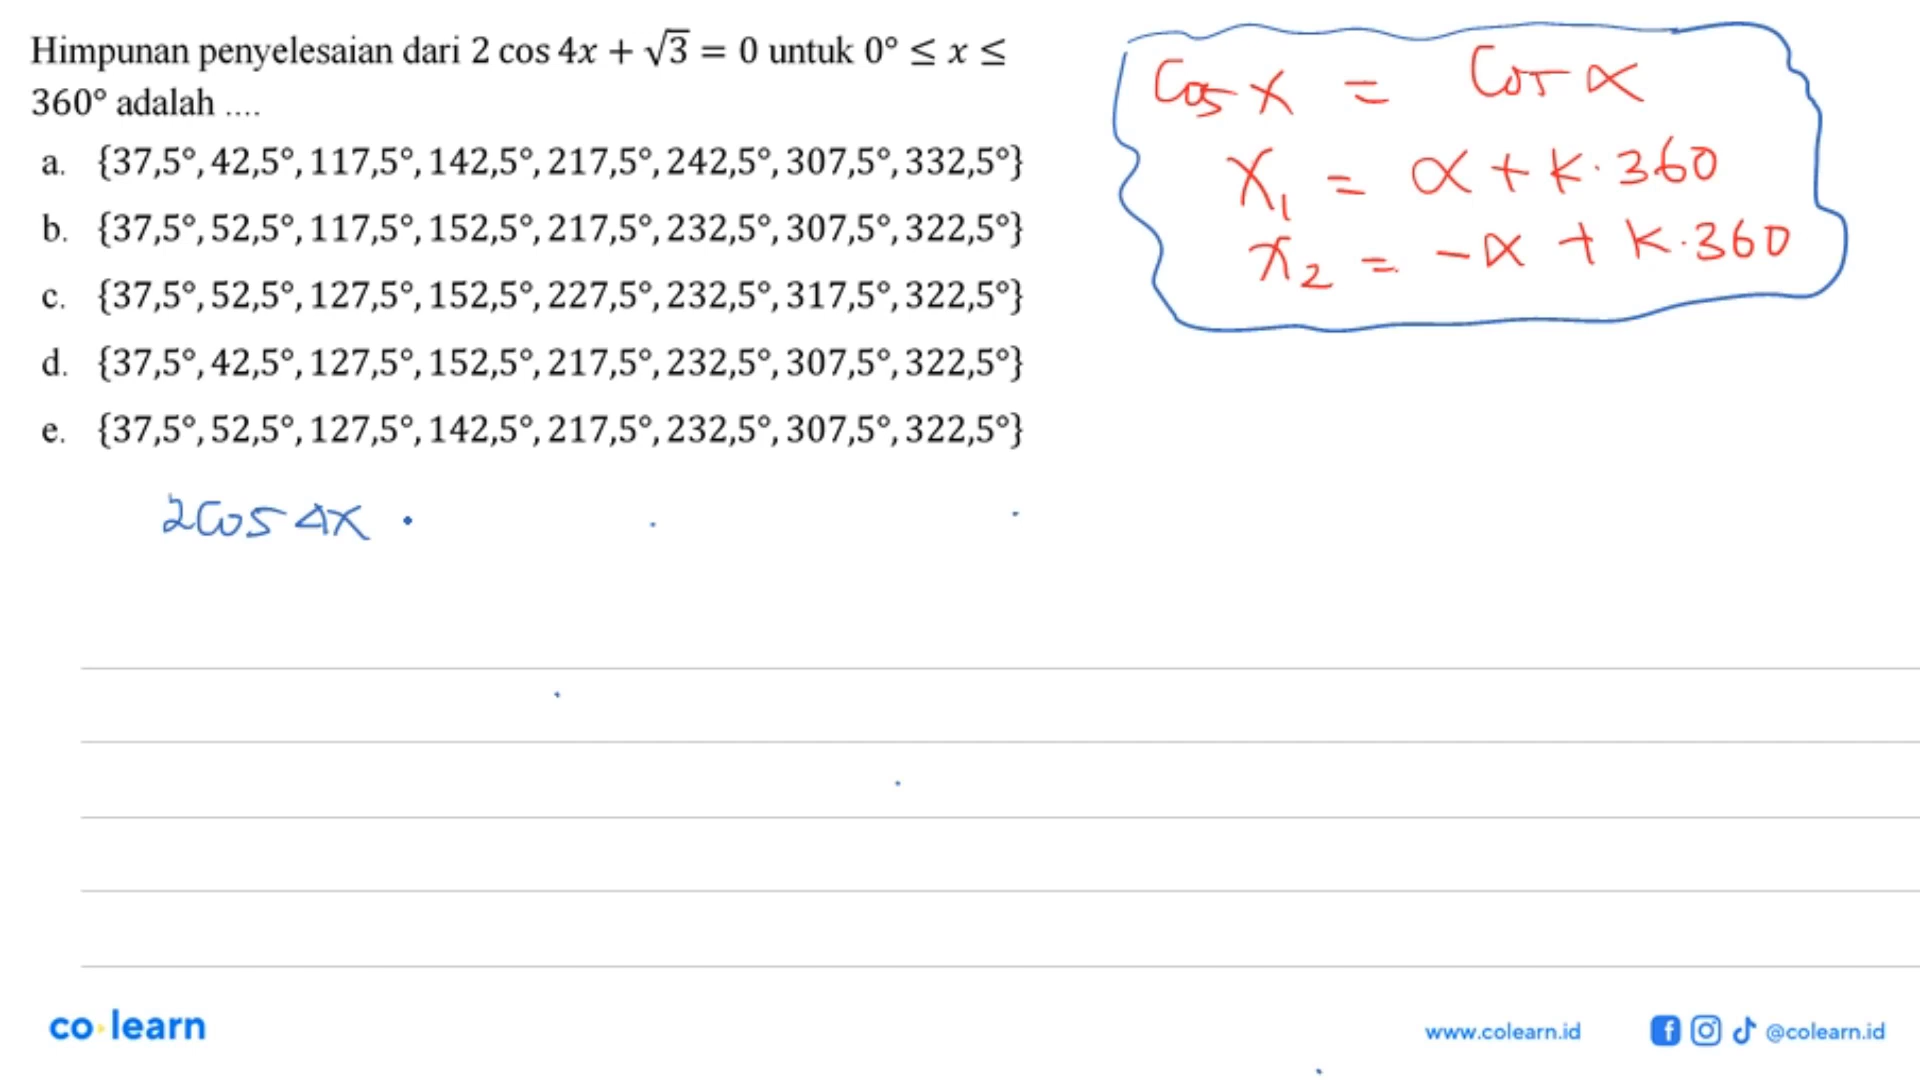 Himpunan penyelesaian dari 2 cos 4x + √3 = 0 untuk 0° ≤ x ≤
360° adalah ....
a. {37,5°, 42,5°, 117,5°, 142,5°, 217,5°, 242,5°, 307,5°, 332,5°}
b. {37,5°, 52,5°, 117,5°, 152,5°, 217,5°, 232,5°, 307,5°, 322,5°}
c. {37,5°, 52,5°, 127,5°, 152,5°, 227,5°, 232,5°, 317,5°, 322,5°}
d. {37,5°, 42,5°, 127,5°, 152,5°, 217,5°, 232,5°, 307,5°, 322,5°}
e. {37,5°, 52,5°, 127,5°, 142,5°, 217,5°, 232,5°, 307,5°, 322,5°}
Cos x = Cos α
x₁ = α + k·360
x₂ = -α + k·360
2 Cos 4x
co learn
www.colearn.id
@colearn.id